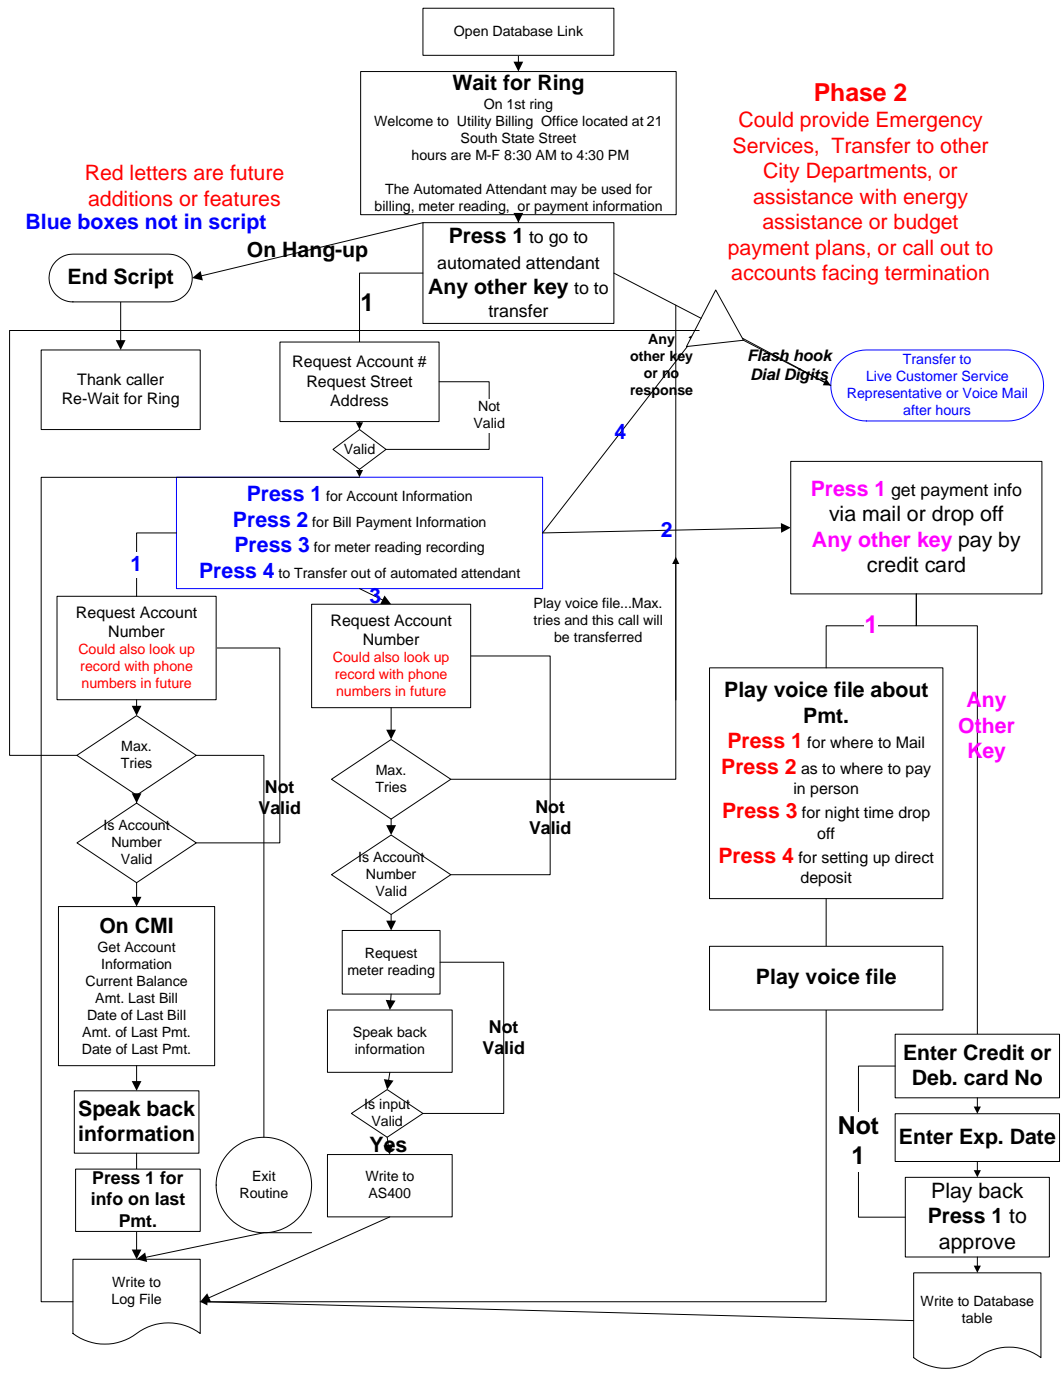 Open Database Link
Wait for Ring
On 1st ring
Welcome to Utility Billing Office located at 21
South State Street
hours are M-F 8:30 AM to 4:30 PM
The Automated Attendant may be used for
billing, meter reading, or payment information
Phase 2
Could provide Emergency
Services, Transfer to other
City Departments, or
assistance with energy
assistance or budget
payment plans, or call out to
accounts facing termination
Red letters are future
additions or features
Blue boxes not in script
On Hang-up
Press 1 to go to
automated attendant
Any other key to to
transfer
End Script
1
Thank caller
Re-Wait for Ring
Request Account #
Request Street
Address
Not
Valid
Valid
Any
other key
or no
response
Flash hook
Dial Digits
Transfer to
Live Customer Service
Representative or Voice Mail
after hours
4
Press 1 for Account Information
Press 2 for Bill Payment Information
Press 3 for meter reading recording
Press 4 to Transfer out of automated attendant
2
Press 1 get payment info
via mail or drop off
Any other key pay by
credit card
1
3
Request Account
Number
Could also look up
record with phone
numbers in future
Request Account
Number
Could also look up
record with phone
numbers in future
Play voice file...Max.
tries and this call will
be transferred
1
Any
Other
Key
Play voice file about
Pmt.
Press 1 for where to Mail
Press 2 as to where to pay
in person
Press 3 for night time drop
off
Press 4 for setting up direct
deposit
Max.
Tries
Not
Valid
Is Account
Number
Valid
Max.
Tries
Not
Valid
Is Account
Number
Valid
On CMI
Get Account
Information
Current Balance
Amt. Last Bill
Date of Last Bill
Amt. of Last Pmt.
Date of Last Pmt.
Request
meter reading
Speak back
information
Not
Valid
Is input
Valid
Yes
Write to
AS400
Play voice file
Speak back
information
Press 1 for
info on last
Pmt.
Exit
Routine
Write to
Log File
Enter Credit or
Deb. card No
Not
1
Enter Exp. Date
Play back
Press 1 to
approve
Write to Database
table